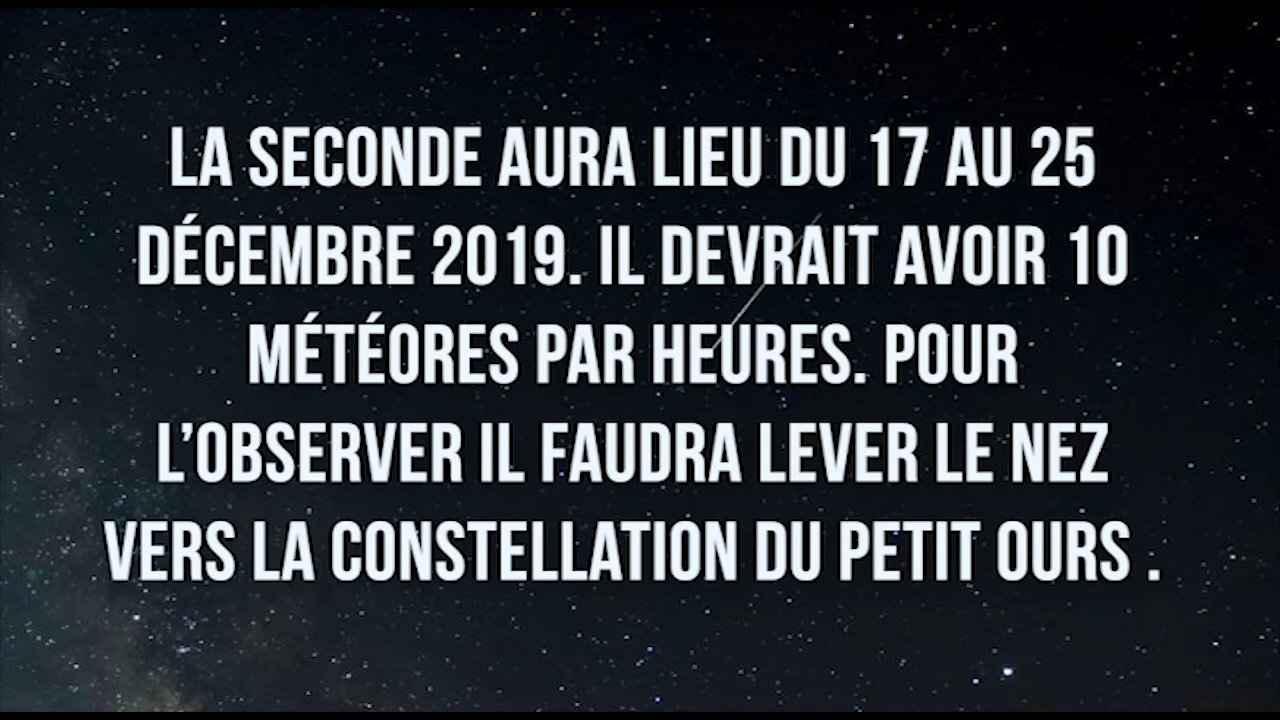 LA SECONDE AURA LIEU DU 17 AU 25
DÉCEMBRE 2019. IL DEVRAIT AVOIR 10
MÉTÉORES PAR HEURES. POUR
L’OBSERVER IL FAUDRA LEVER LE NEZ
VERS LA CONSTELLATION DU PETIT OURS .